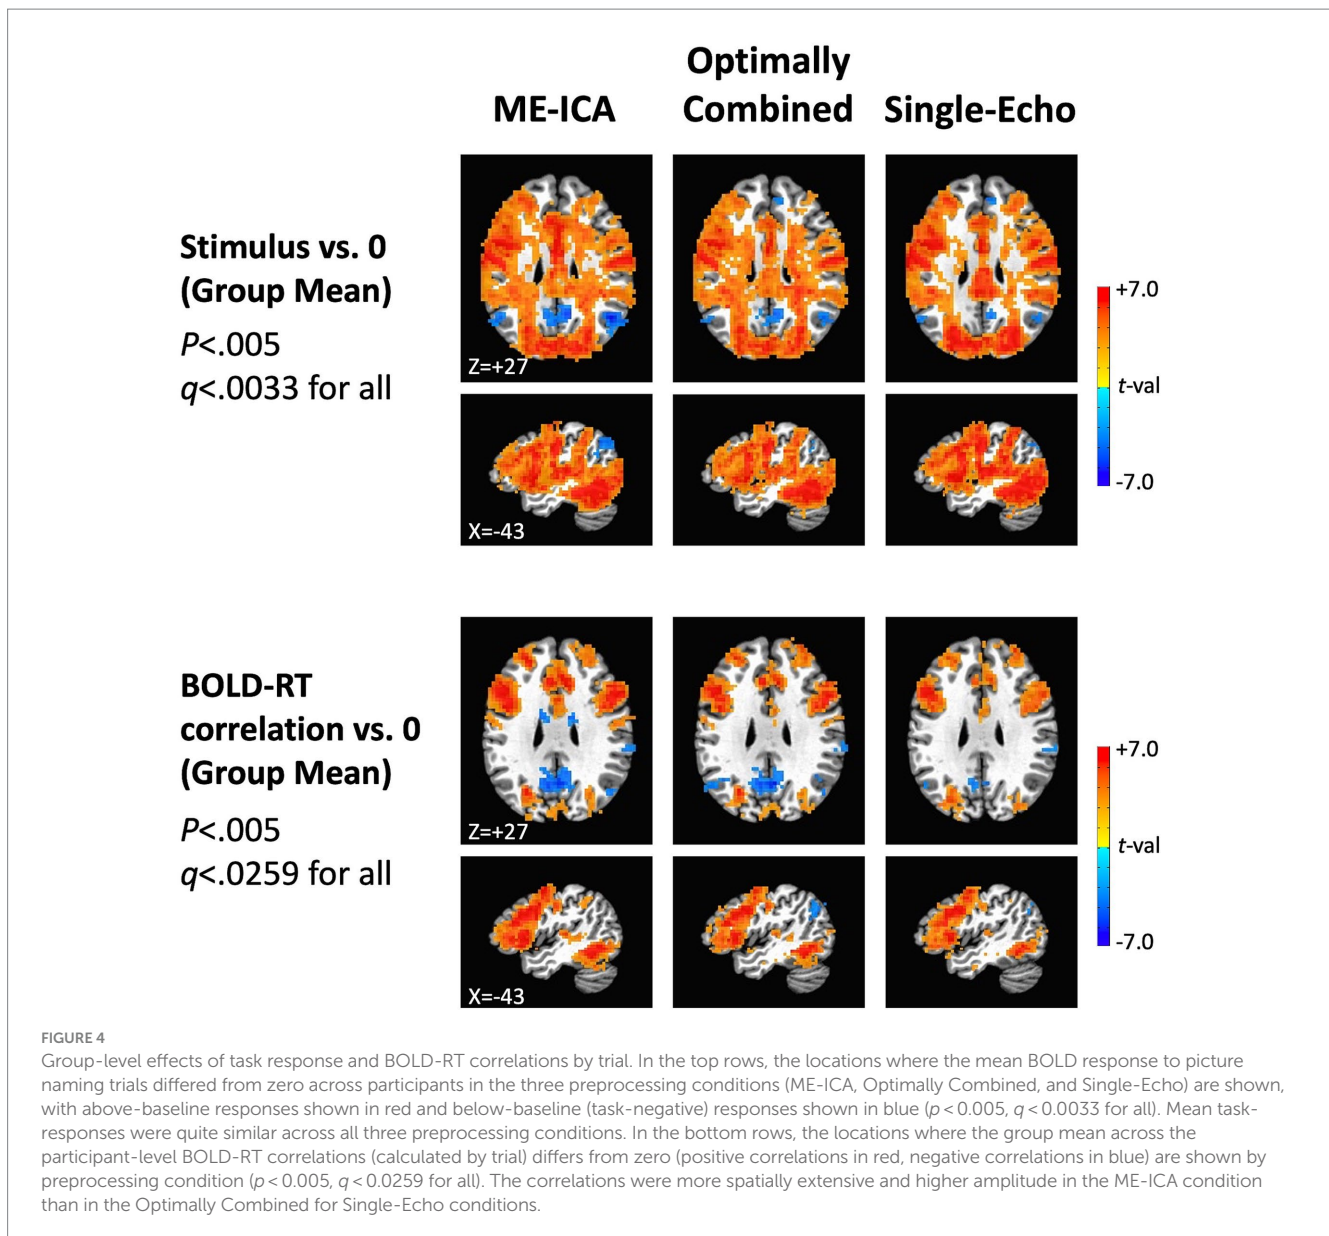 ME-ICA
Optimally
Combined
Single-Echo
Stimulus vs. 0
(Group Mean)
P<.005
q<.0033 for all
Z=+27
X=-43
+7.0
t-val
-7.0
BOLD-RT
correlation vs. 0
(Group Mean)
P<.005
q<.0259 for all
Z=+27
X=-43
+7.0
t-val
-7.0
FIGURE 4
Group-level effects of task response and BOLD-RT correlations by trial. In the top rows, the locations where the mean BOLD response to picture
naming trials differed from zero across participants in the three preprocessing conditions (ME-ICA, Optimally Combined, and Single-Echo) are shown,
with above-baseline responses shown in red and below-baseline (task-negative) responses shown in blue (p < 0.005, q < 0.0033 for all). Mean task-
responses were quite similar across all three preprocessing conditions. In the bottom rows, the locations where the group mean across the
participant-level BOLD-RT correlations (calculated by trial) differs from zero (positive correlations in red, negative correlations in blue) are shown by
preprocessing condition (p < 0.005, q < 0.0259 for all). The correlations were more spatially extensive and higher amplitude in the ME-ICA condition
than in the Optimally Combined for Single-Echo conditions.